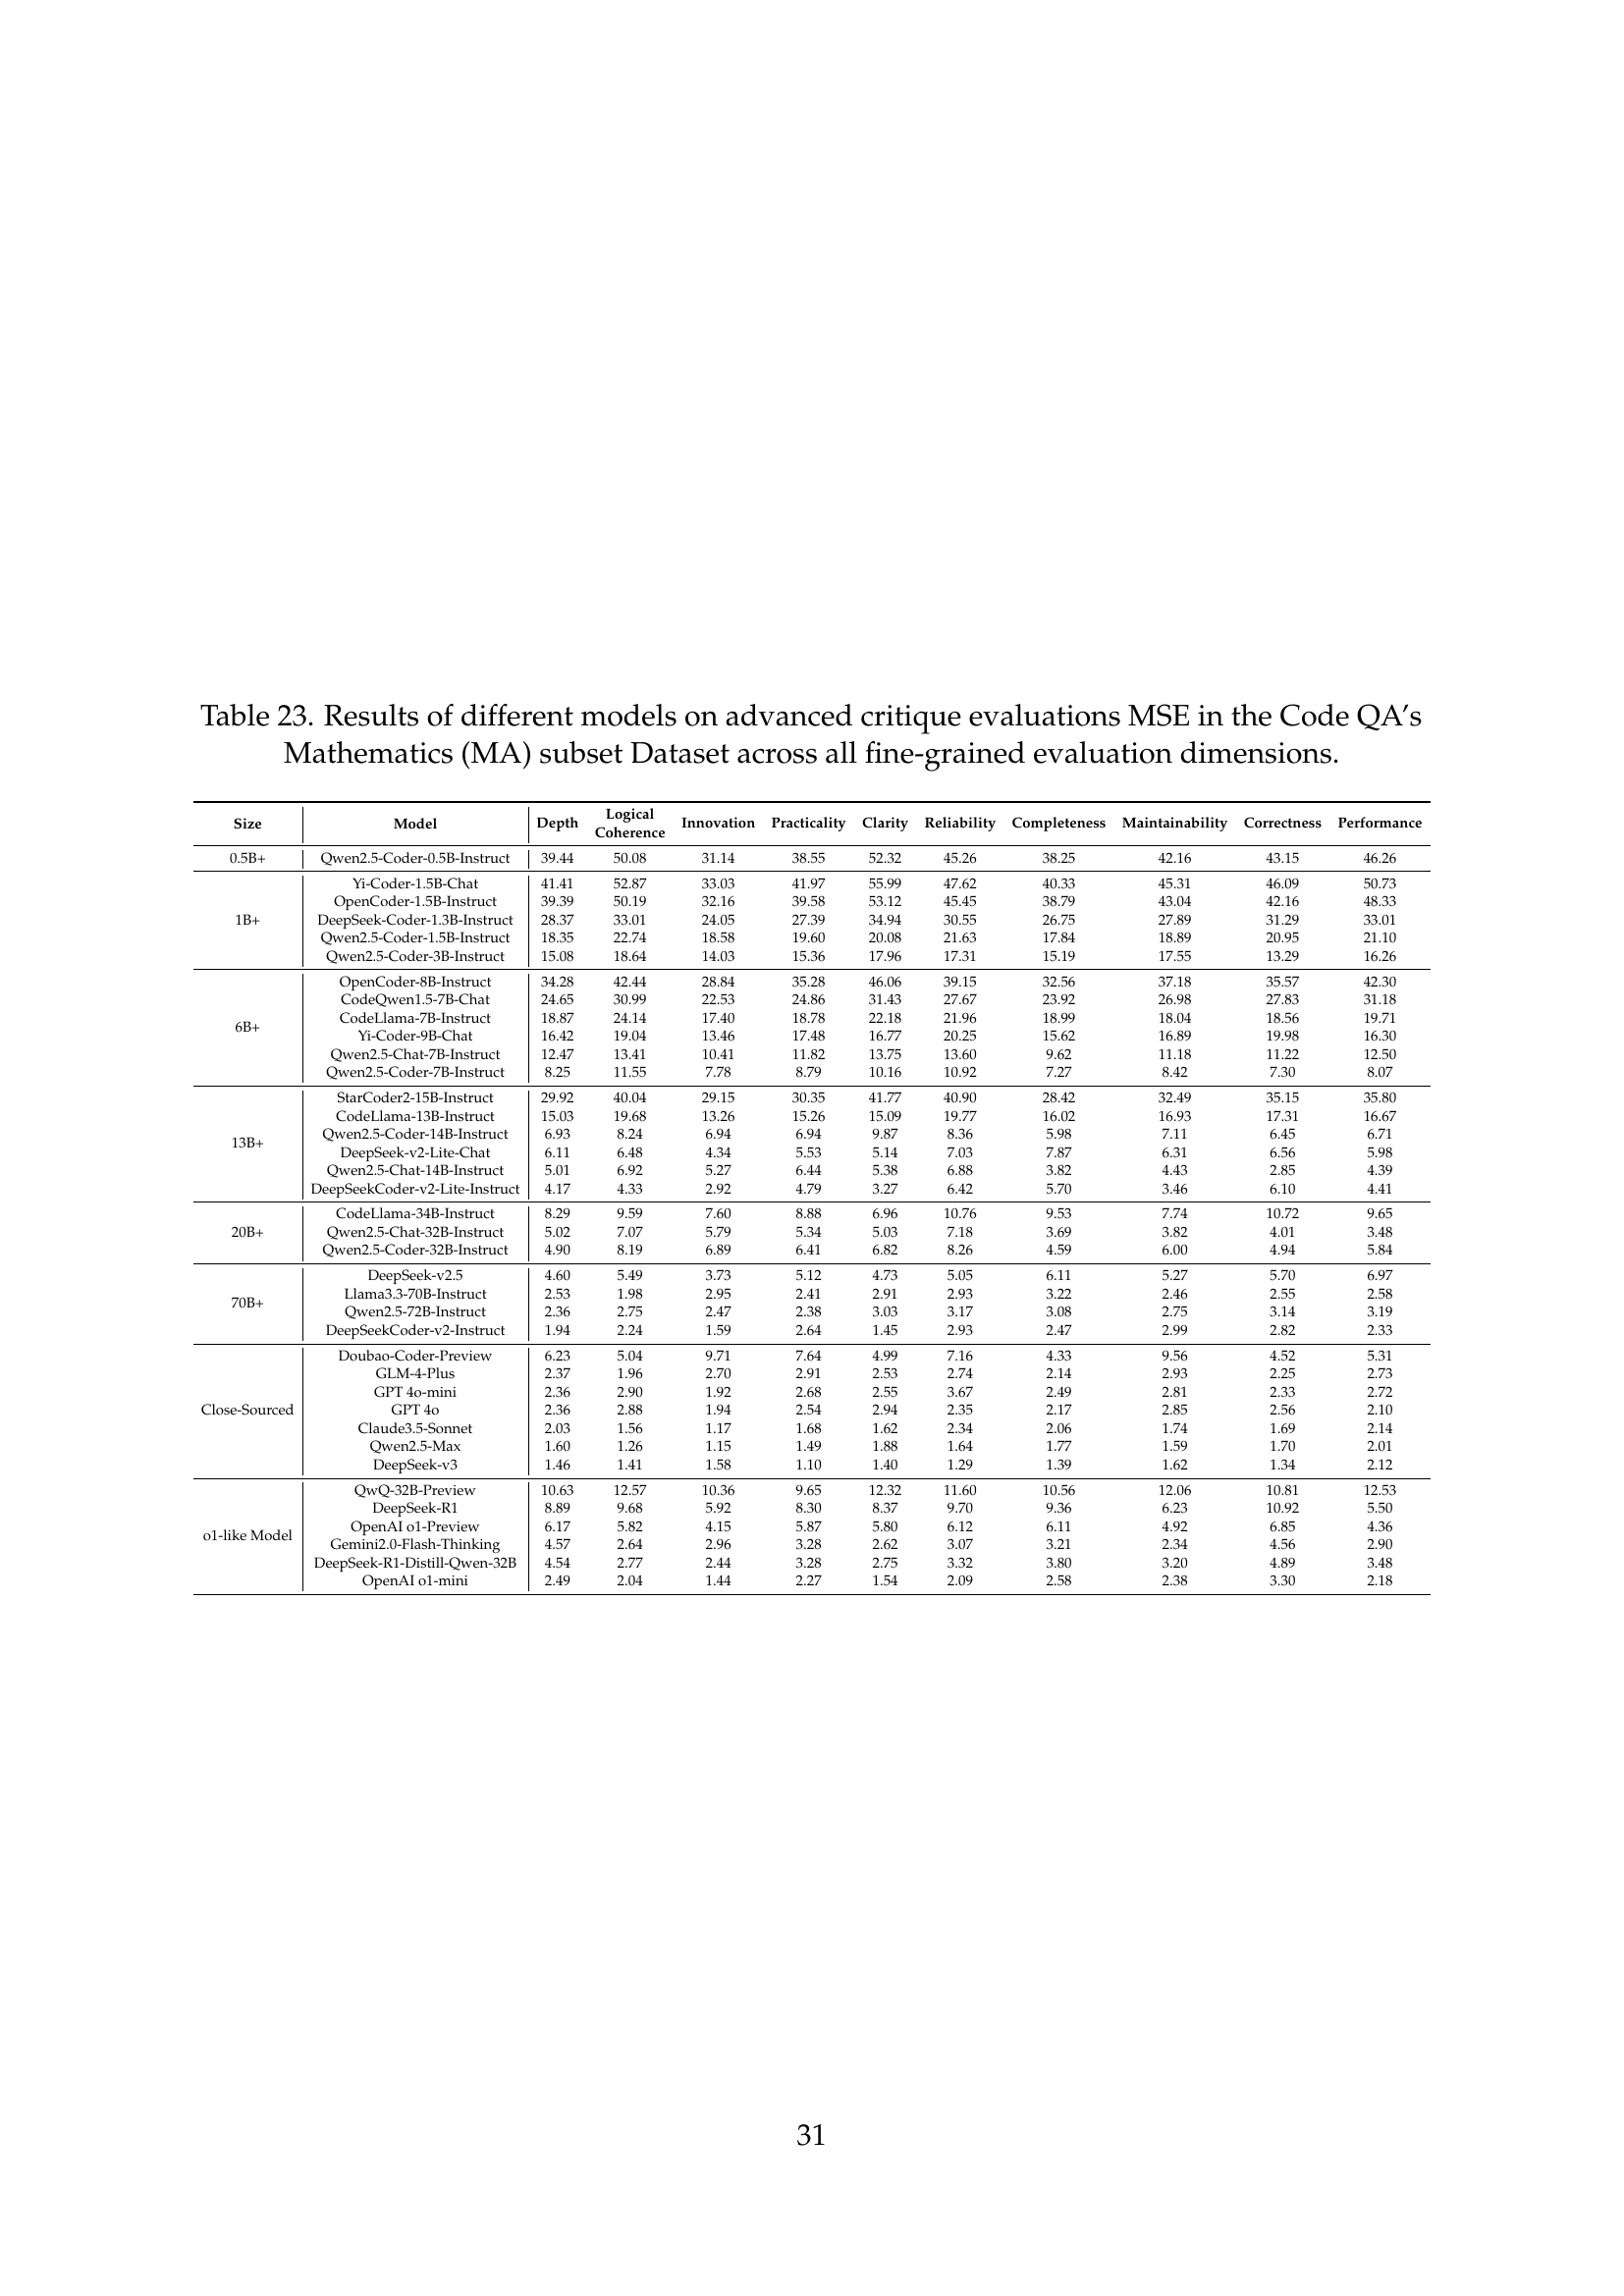 Table 23. Results of different models on advanced critique evaluations MSE in the Code QA's
Mathematics (MA) subset Dataset across all fine-grained evaluation dimensions.
Size Model Depth Logical Coherence Innovation Practicality Clarity Reliability Completeness Maintainability Correctness Performance
0.5B+ Qwen2.5-Coder-0.5B-Instruct 39.44 50.08 31.14 38.55 52.32 45.26 38.25 42.16 43.15 46.26
1B+
Yi-Coder-1.5B-Chat 41.41 52.87 33.03 41.97 55.99 47.62 40.33 45.31 46.09 50.73
OpenCoder-1.5B-Instruct 39.39 50.19 32.16 39.58 53.12 45.45 38.79 43.04 42.16 48.33
DeepSeek-Coder-1.3B-Instruct 28.37 33.01 24.05 27.39 34.94 30.55 26.75 27.89 31.29 33.01
Qwen2.5-Coder-1.5B-Instruct 18.35 22.74 18.58 19.60 20.08 21.63 17.84 18.89 20.95 21.10
Qwen2.5-Coder-3B-Instruct 15.08 18.64 14.03 15.36 17.96 17.31 15.19 17.55 13.29 16.26
6B+
OpenCoder-8B-Instruct 34.28 42.44 28.84 35.28 46.06 39.15 32.56 37.18 35.57 42.30
CodeQwen1.5-7B-Chat 24.65 30.99 22.53 24.86 31.43 27.67 23.92 26.98 27.83 31.18
CodeLlama-7B-Instruct 18.87 24.14 17.40 18.78 22.18 21.96 18.99 18.04 18.56 19.71
Yi-Coder-9B-Chat 16.42 19.04 13.46 17.48 16.77 20.25 15.62 16.89 19.98 16.30
Qwen2.5-Chat-7B-Instruct 12.47 13.41 10.41 11.82 13.75 13.60 9.62 11.18 11.22 12.50
Qwen2.5-Coder-7B-Instruct 8.25 11.55 7.78 8.79 10.16 10.92 7.27 8.42 7.30 8.07
13B+
StarCoder2-15B-Instruct 29.92 40.04 29.15 30.35 41.77 40.90 28.42 32.49 35.15 35.80
CodeLlama-13B-Instruct 15.03 19.68 13.26 15.26 15.09 19.77 16.02 16.93 17.31 16.67
Qwen2.5-Coder-14B-Instruct 6.93 8.24 6.94 6.94 9.87 8.36 5.98 7.11 6.45 6.71
DeepSeek-v2-Lite-Chat 6.11 6.48 4.34 5.53 5.14 7.03 7.87 6.31 6.56 5.98
Qwen2.5-Chat-14B-Instruct 5.01 6.92 5.27 6.44 5.38 6.88 3.82 4.43 2.85 4.39
DeepSeekCoder-v2-Lite-Instruct 4.17 4.33 2.92 4.79 3.27 6.42 5.70 3.46 6.10 4.41
20B+
CodeLlama-34B-Instruct 8.29 9.59 7.60 8.88 6.96 10.76 9.53 7.74 10.72 9.65
Qwen2.5-Chat-32B-Instruct 5.02 7.07 5.79 5.34 5.03 7.18 3.69 3.82 4.01 3.48
Qwen2.5-Coder-32B-Instruct 4.90 8.19 6.89 6.41 6.82 8.26 4.59 6.00 4.94 5.84
70B+
DeepSeek-v2.5 4.60 5.49 3.73 5.12 4.73 5.05 6.11 5.27 5.70 6.97
Llama3.3-70B-Instruct 2.53 1.98 2.95 2.41 2.91 2.93 3.22 2.46 2.55 2.58
Qwen2.5-72B-Instruct 2.36 2.75 2.47 2.38 3.03 3.17 3.08 2.75 3.14 3.19
DeepSeekCoder-v2-Instruct 1.94 2.24 1.59 2.64 1.45 2.93 2.47 2.99 2.82 2.33
Close-Sourced
Doubao-Coder-Preview 6.23 5.04 9.71 7.64 4.99 7.16 4.33 9.56 4.52 5.31
GLM-4-Plus 2.37 1.96 2.70 2.91 2.53 2.74 2.14 2.93 2.25 2.73
GPT 4o-mini 2.36 2.90 1.92 2.68 2.55 3.67 2.49 2.81 2.33 2.72
GPT 4o 2.36 2.88 1.94 2.54 2.94 2.35 2.17 2.85 2.56 2.10
Claude3.5-Sonnet 2.03 1.56 1.17 1.68 1.62 2.34 2.06 1.74 1.69 2.14
Qwen2.5-Max 1.60 1.26 1.15 1.49 1.88 1.64 1.77 1.59 1.70 2.01
DeepSeek-v3 1.46 1.41 1.58 1.10 1.40 1.29 1.39 1.62 1.34 2.12
o1-like Model
QwQ-32B-Preview 10.63 12.57 10.36 9.65 12.32 11.60 10.56 12.06 10.81 12.53
DeepSeek-R1 8.89 9.68 5.92 8.30 8.37 9.70 9.36 6.23 10.92 5.50
OpenAI o1-Preview 6.17 5.82 4.15 5.87 5.80 6.12 6.11 4.92 6.85 4.36
Gemini2.0-Flash-Thinking 4.57 2.64 2.96 3.28 2.62 3.07 3.21 2.34 4.56 2.90
DeepSeek-R1-Distill-Qwen-32B 4.54 2.77 2.44 3.28 2.75 3.32 3.80 3.20 4.89 3.48
OpenAI o1-mini 2.49 2.04 1.44 2.27 1.54 2.09 2.58 2.38 3.30 2.18
31